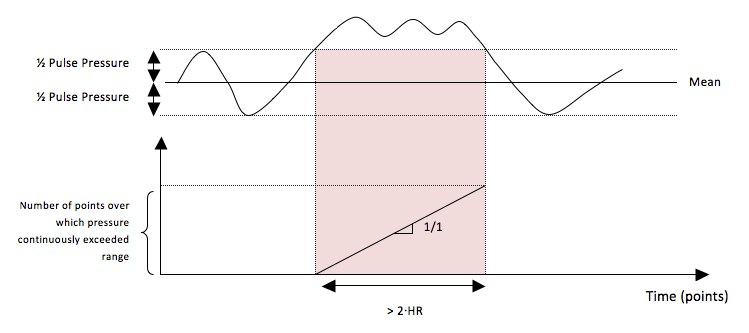 ½ Pulse Pressure
Mean
½ Pulse Pressure
Number of points over
which pressure
continuously exceeded
range
1/1
Time (points)
> 2·HR